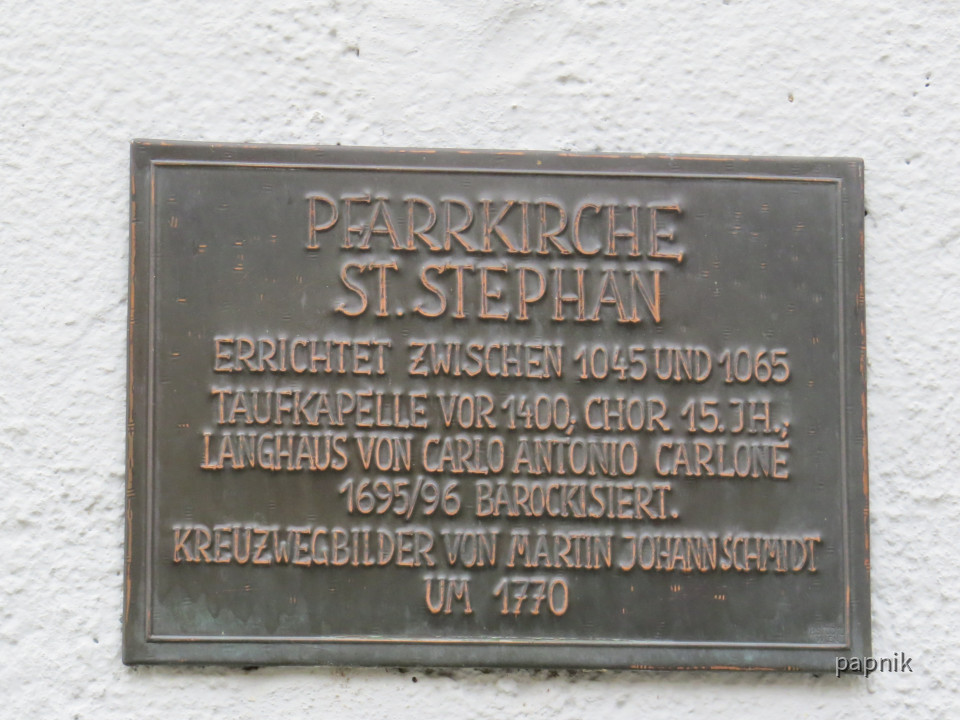 PFARRKIRCHE
ST. STEPHAN
ERRICHTET ZWISCHEN 1045 UND 1065
TAUFKAPELLE VOR 1400, CHOR 15. JH.,
LANGHAUS VON CARLO ANTONIO CARLONE
1695/96 BAROCKISIERT.
KREUZWEGBILDER VON MARTIN JOHANN SCHMIDT
UM 1770
papnik